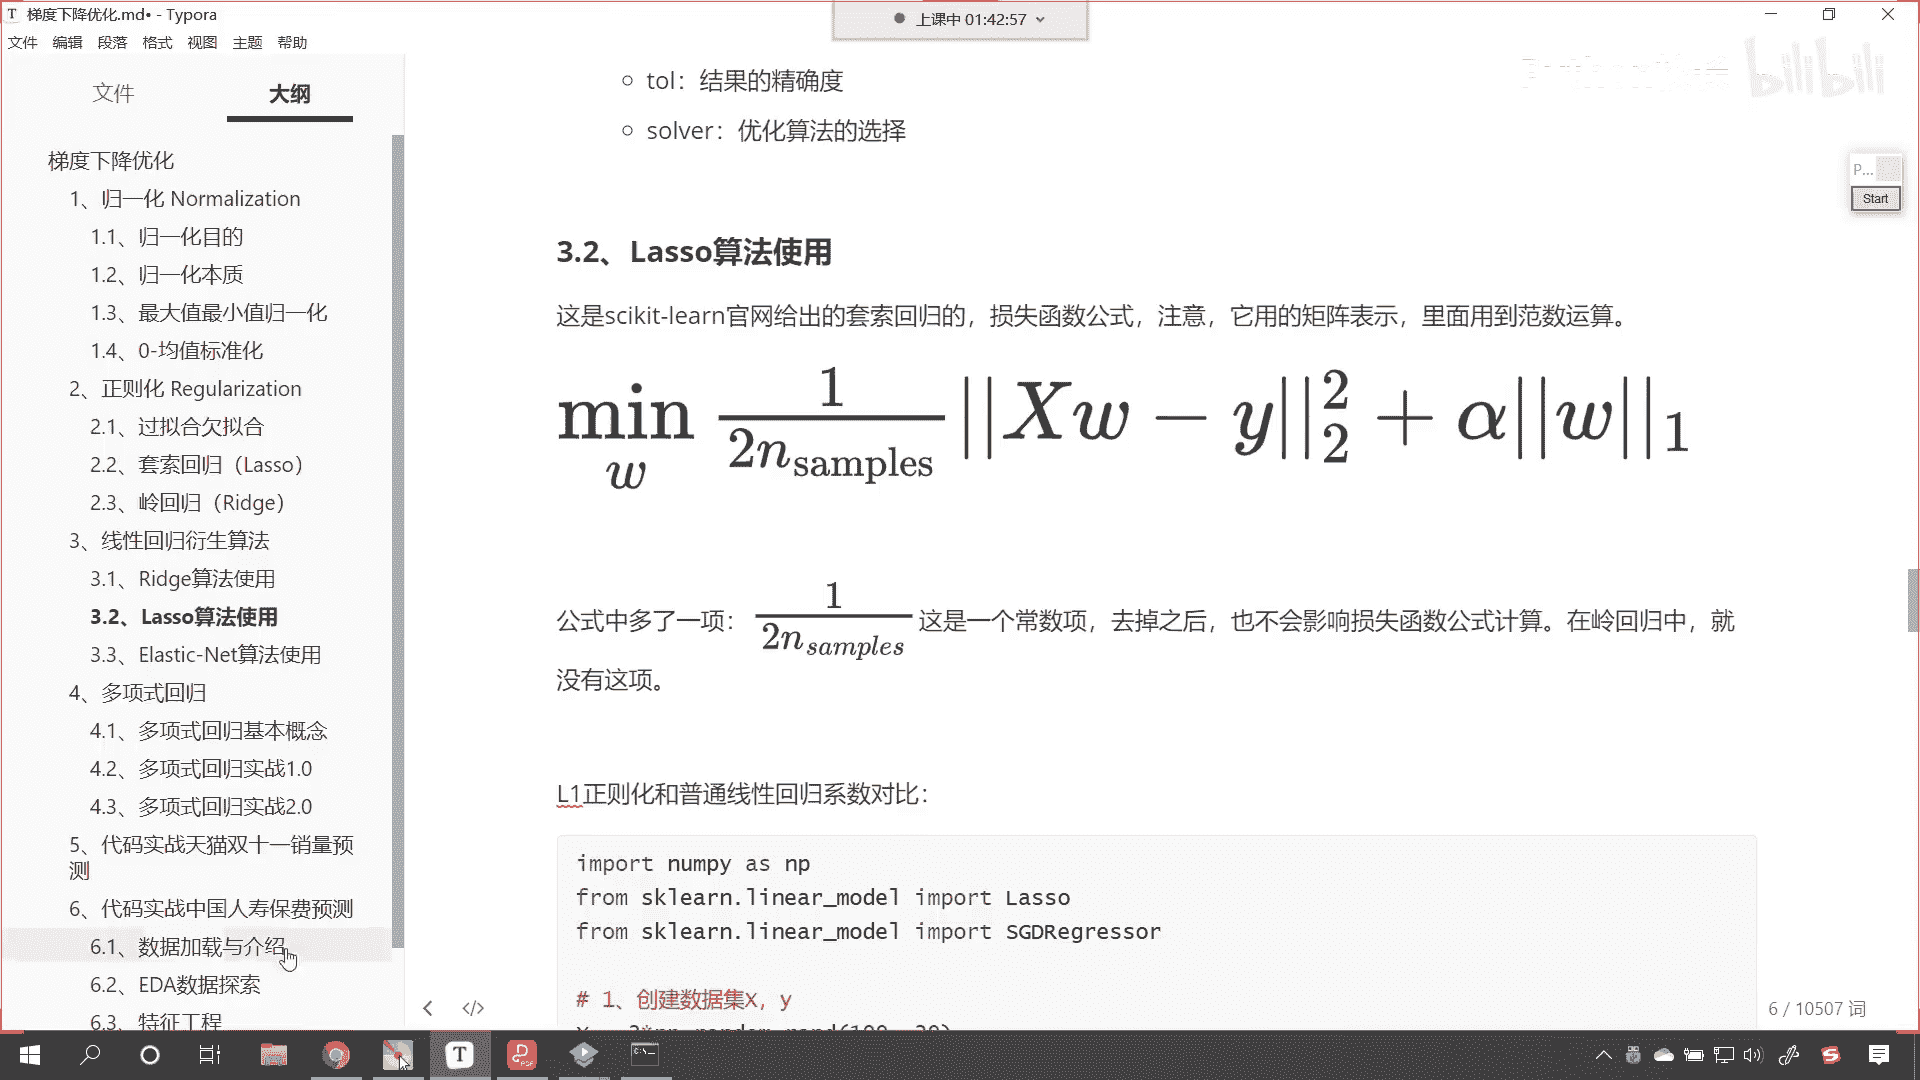 梯度下降优化.md• - Typora
上课中 01:42:57
文件 编辑 段落 格式 视图 主题 帮助
bilibili
文件 大纲
梯度下降优化
1、归一化 Normalization
1.1、归一化目的
1.2、归一化本质
1.3、最大值最小值归一化
1.4、0-均值标准化
2、正则化 Regularization
2.1、过拟合欠拟合
2.2、套索回归（Lasso）
2.3、岭回归（Ridge）
3、线性回归衍生算法
3.1、Ridge算法使用
3.2、Lasso算法使用
3.3、Elastic-Net算法使用
4、多项式回归
4.1、多项式回归基本概念
4.2、多项式回归实战1.0
4.3、多项式回归实战2.0
5、代码实战天猫双十一销量预
测
6、代码实战中国人寿保费预测
6.1、数据加载与介绍
6.2、EDA数据探索
6.3、特征工程
○ tol：结果的精确度
○ solver：优化算法的选择
3.2、Lasso算法使用
这是scikit-learn官网给出的套索回归的，损失函数公式，注意，它用的矩阵表示，里面用到范数运算。
min_w \frac{1}{2n_{samples}} ||Xw − y||_2^2 + α||w||_1
公式中多了一项： \frac{1}{2n_{samples}} 这是一个常数项，去掉之后，也不会影响损失函数公式计算。在岭回归中，就
没有这项。
L1正则化和普通线性回归系数对比：
import numpy as np
from sklearn.linear_model import Lasso
from sklearn.linear_model import SGDRegressor
# 1、创建数据集X，y
P...
Start
6 / 10507 词